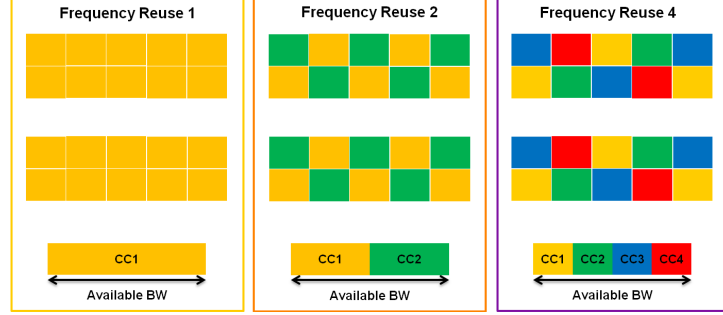 Frequency Reuse 1
CC1
Available BW
Frequency Reuse 2
CC1 CC2
Available BW
Frequency Reuse 4
CC1 CC2 CC3 CC4
Available BW